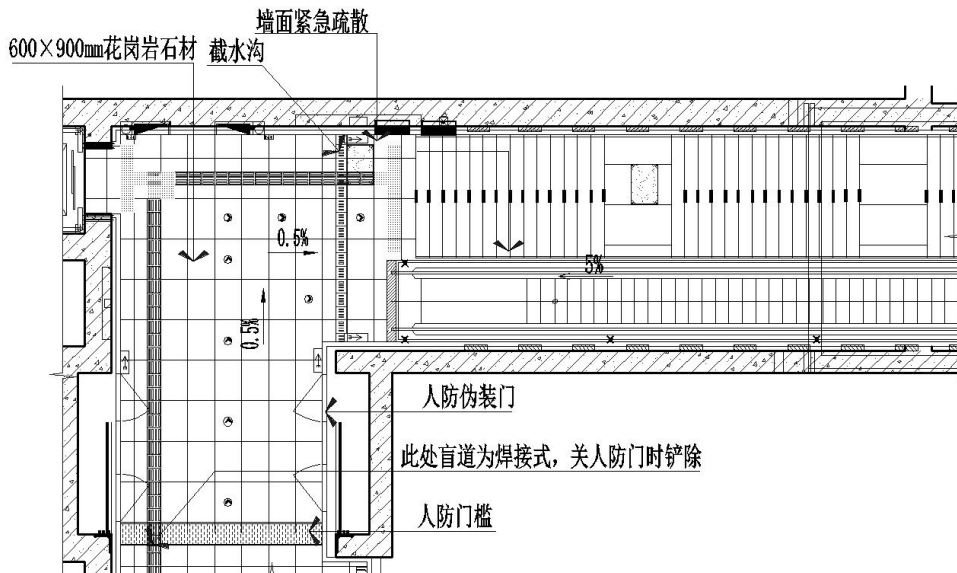 墙面紧急疏散
600×900mm花岗岩石材
截水沟
0.5%
5%
0.5%
人防伪装门
此处盲道为焊接式，关人防门时铲除
人防门槛